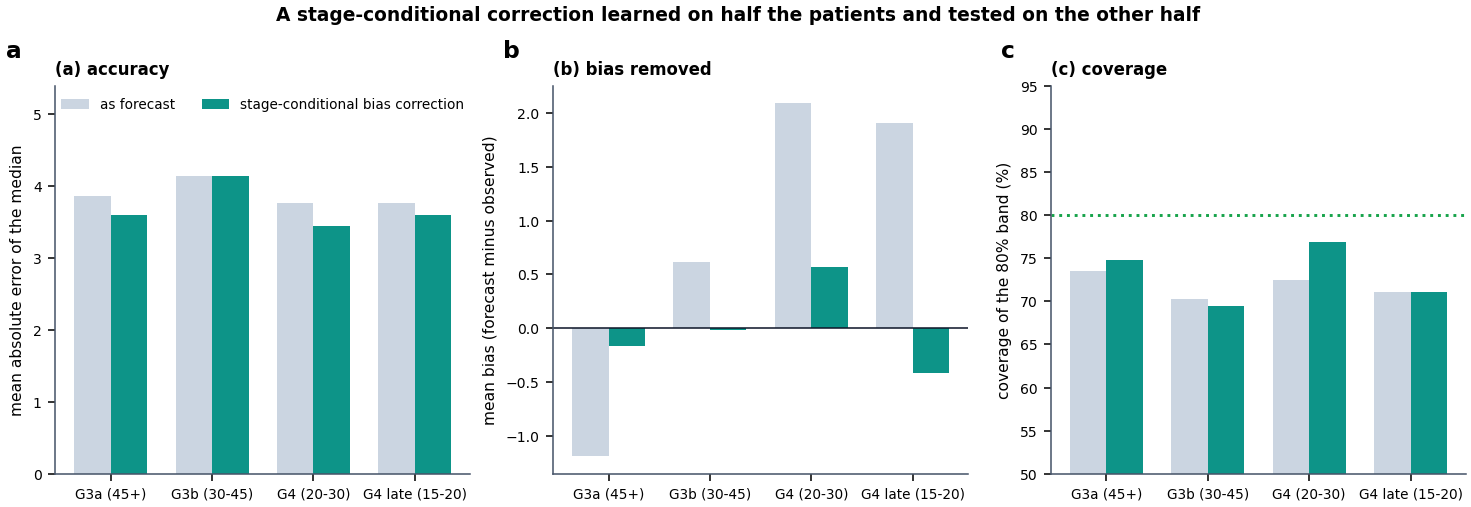 A stage-conditional correction learned on half the patients and tested on the other half
a
(a) accuracy
as forecast
stage-conditional bias correction
mean absolute error of the median
5
4
3
2
1
0
G3a (45+)
G3b (30-45)
G4 (20-30)
G4 late (15-20)
b
(b) bias removed
mean bias (forecast minus observed)
2.0
1.5
1.0
0.5
0.0
−0.5
−1.0
G3a (45+)
G3b (30-45)
G4 (20-30)
G4 late (15-20)
c
(c) coverage
coverage of the 80% band (%)
95
90
85
80
75
70
65
60
55
50
G3a (45+)
G3b (30-45)
G4 (20-30)
G4 late (15-20)